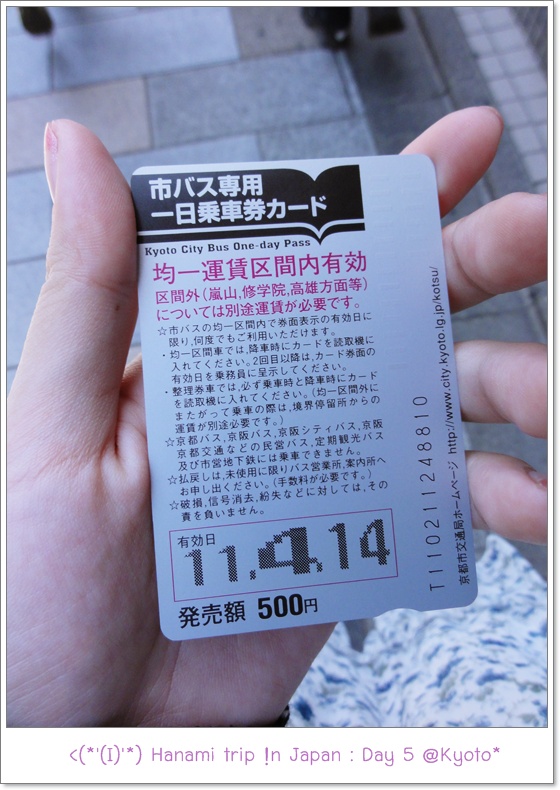 市バス専用
一日乗車券カード
Kyoto City Bus One-day Pass
均一運賃区間内有効
区間外(嵐山,修学院,高雄方面等)
については別途運賃が必要です。
☆市バスの均一区間内で券面表示の有効日に
限り,何度でもご利用いただけます。
・均一区間車では,降車時にカードを読取機に
入れてください。2回目以降は,カード券面の
有効日を乗務員に呈示してください。
・整理券車では,必ず乗車時と降車時にカード
を読取機に入れてください。(均一区間外に
またがって乗車の際は,境界停留所からの
運賃が別途必要です。)
☆京都バス,京阪バス,京阪シティバス,京阪
京都交通などの民営バス,定期観光バス
及び市営地下鉄には乗車できません。
☆払戻しは,未使用に限りバス営業所,案内所へ
お申し出ください。(手数料が必要です。)
☆破損,信号消去,紛失などに対しては,その
責を負いません。
有効日
11.4.14
発売額 500円
T110211248810
京都市交通局ホームページ http://www.city.kyoto.lg.jp/kotsu/
<(*'(I)'*) Hanami trip !n Japan : Day 5 @Kyoto*